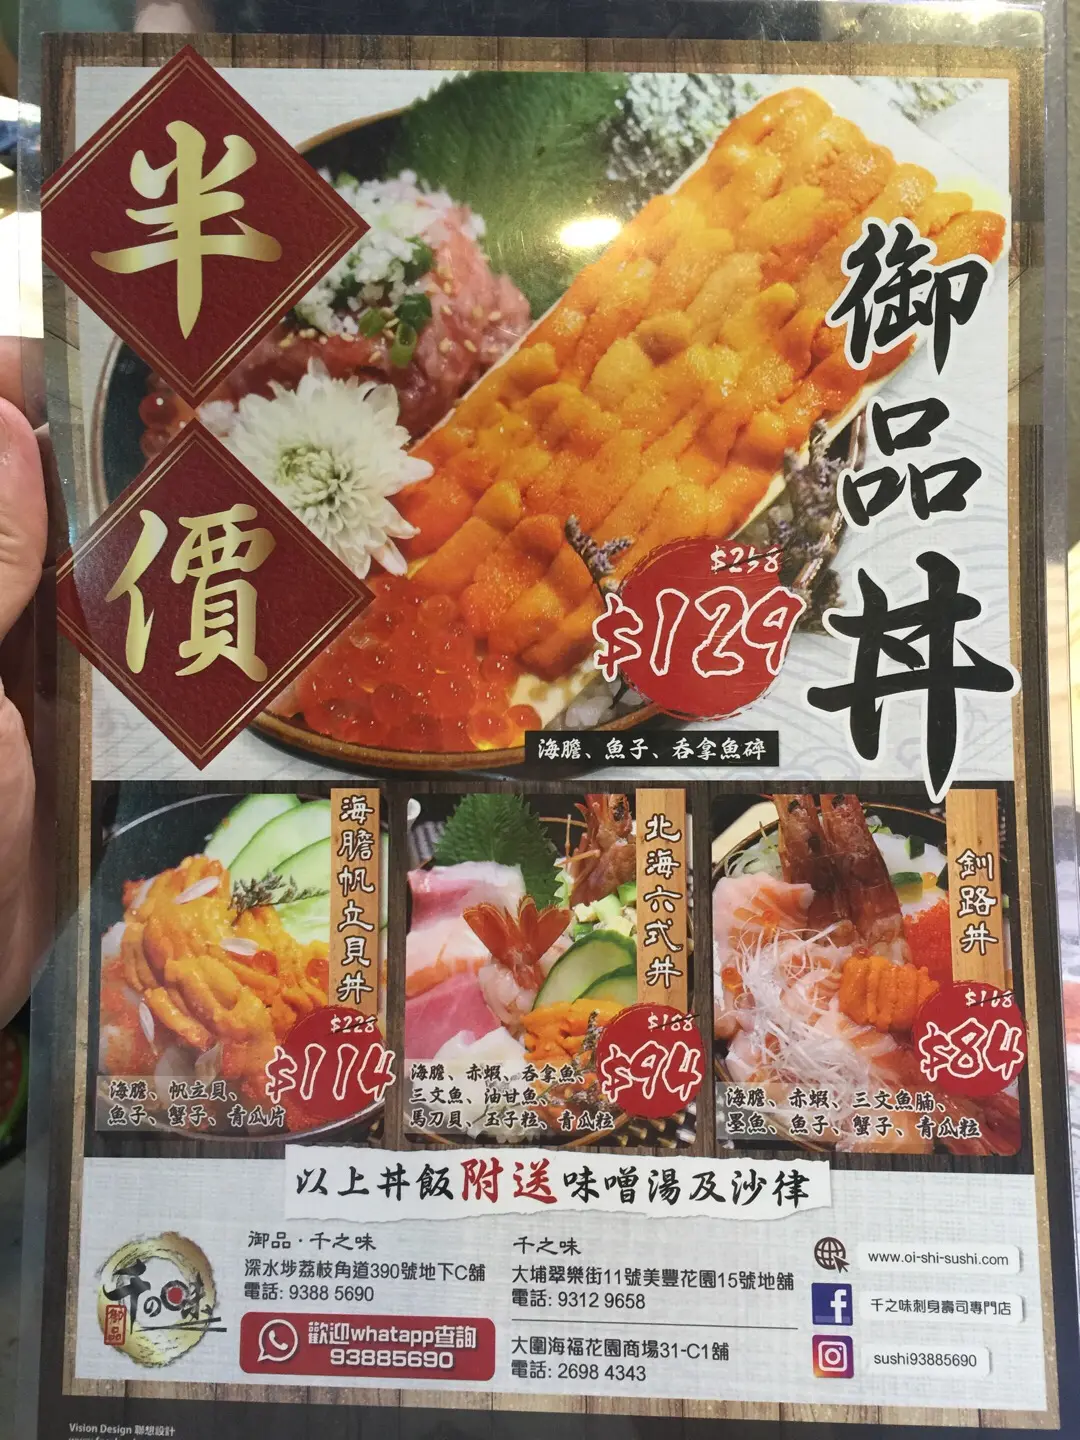 半
價
御品丼
$258
$129
海膽、魚子、吞拿魚碎
海膽帆立貝丼
$228
$114
海膽、帆立貝、
魚子、蟹子、青瓜片
北海六式丼
$188
$94
海膽、赤蝦、吞拿魚、
三文魚、油甘魚、
馬刀貝、玉子粒、青瓜粒
釧路丼
$168
$84
海膽、赤蝦、三文魚腩、
墨魚、魚子、蟹子、青瓜粒
以上丼飯附送味噌湯及沙律
千の味
御品
御品·千之味
深水埗荔枝角道390號地下C舖
電話: 9388 5690
歡迎whatapp查詢
93885690
千之味
大埔翠樂街11號美豐花園15號地舖
電話: 9312 9658
大圍海福花園商場31-C1舖
電話: 2698 4343
www.oi-shi-sushi.com
千之味刺身壽司專門店
sushi93885690
Vision Design 聯想設計